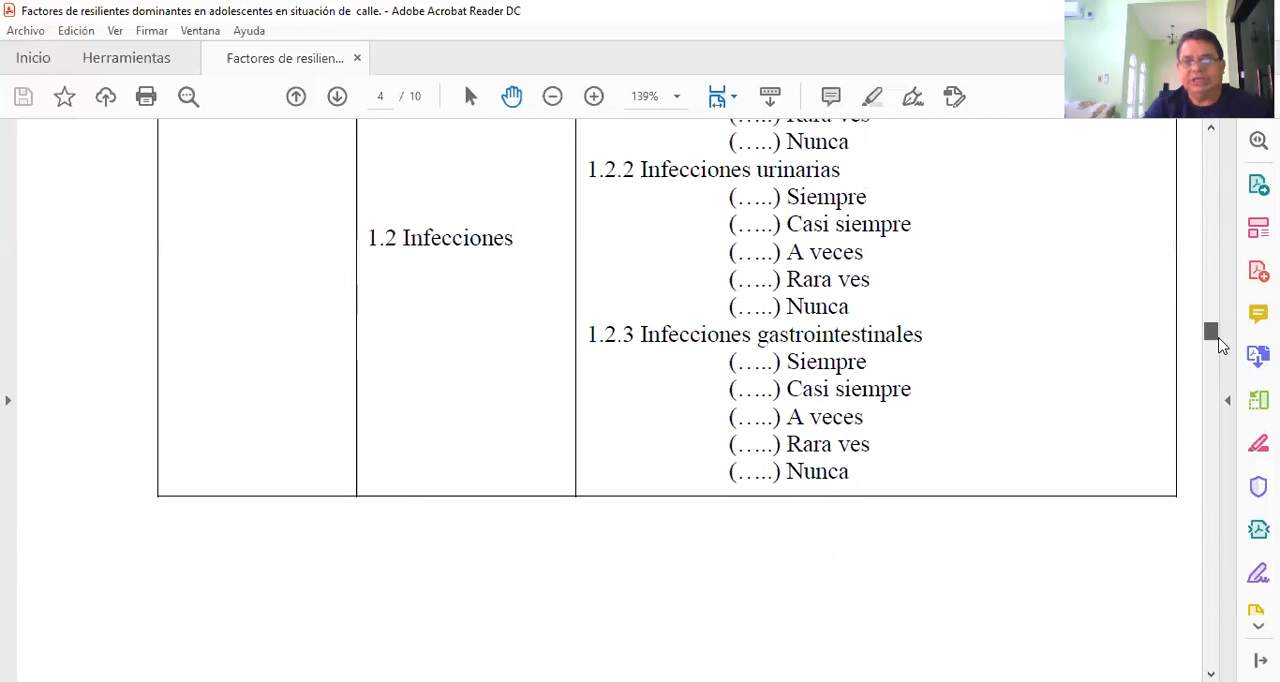 Factores de resilientes dominantes en adolescentes en situación de calle. - Adobe Acrobat Reader DC
Archivo Edición Ver Firmar Ventana Ayuda
Inicio Herramientas Factores de resilien... ×
4 / 10 139%
(…..) Rara ves
(…..) Nunca
1.2.2 Infecciones urinarias
(…..) Siempre
(…..) Casi siempre
1.2 Infecciones
(…..) A veces
(…..) Rara ves
(…..) Nunca
1.2.3 Infecciones gastrointestinales
(…..) Siempre
(…..) Casi siempre
(…..) A veces
(…..) Rara ves
(…..) Nunca